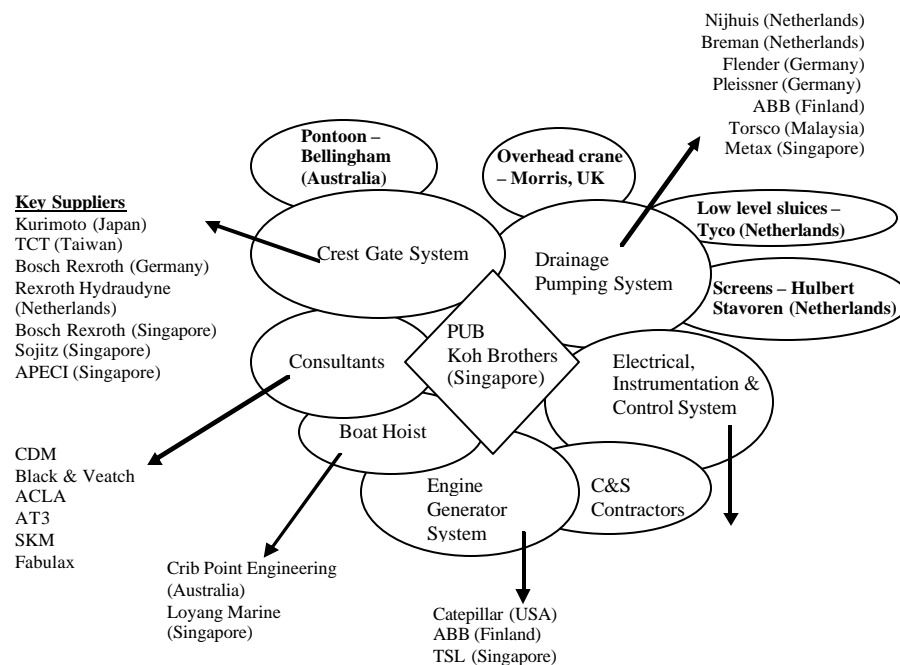 Nijhuis (Netherlands)
Breman (Netherlands)
Flender (Germany)
Pleissner (Germany)
ABB (Finland)
Torsco (Malaysia)
Metax (Singapore)
Pontoon –
Bellingham
(Australia)
Overhead crane
– Morris, UK
Key Suppliers
Kurimoto (Japan)
TCT (Taiwan)
Bosch Rexroth (Germany)
Rexroth Hydraudyne
(Netherlands)
Bosch Rexroth (Singapore)
Sojitz (Singapore)
APECI (Singapore)
Crest Gate System
Drainage
Pumping System
Low level sluices –
Tyco (Netherlands)
Screens – Hulbert
Stavoren (Netherlands)
PUB
Koh Brothers
(Singapore)
Consultants
Electrical,
Instrumentation &
Control System
Boat Hoist
Engine
Generator
System
C&S
Contractors
CDM
Black & Veatch
ACLA
AT3
SKM
Fabulax
Crib Point Engineering
(Australia)
Loyang Marine
(Singapore)
Catepillar (USA)
ABB (Finland)
TSL (Singapore)